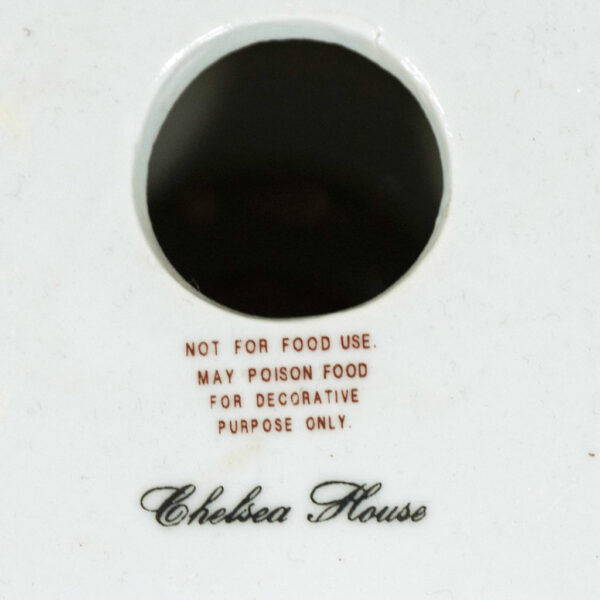 NOT FOR FOOD USE.
MAY POISON FOOD
FOR DECORATIVE
PURPOSE ONLY.
Chelsea House